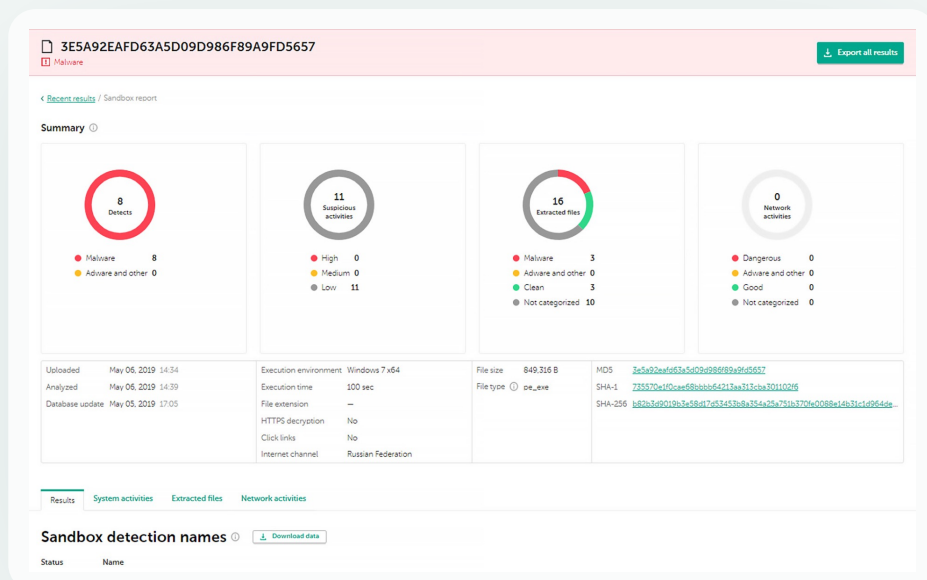 3E5A92EAFD63A5D09D986F89A9FD5657
Malware
Export all results
Recent results / Sandbox report
Summary
8
Detects
Malware 8
Adware and other 0
11
Suspicious
activities
High 0
Medium 0
Low 11
16
Extracted files
Malware 3
Adware and other 0
Clean 3
Not categorized 10
0
Network
activities
Dangerous 0
Adware and other 0
Good 0
Not categorized 0
Uploaded May 06, 2019 14:34
Analyzed May 06, 2019 14:39
Database update May 05, 2019 17:05
Execution environment Windows 7 x64
Execution time 100 sec
File extension —
HTTPS decryption No
Click links No
Internet channel Russian Federation
File size 849.316 B
File type pe_exe
MD5 3e5a92eafd63a5d09d986f89a9fd5657
SHA-1 735570e1f0cae68bbbb64213aa313cba301102f6
SHA-256 b82b3d9019b3e58d17d53453b8a354a25a751b370fe0088e14b31c1d964de...
Results
System activities
Extracted files
Network activities
Sandbox detection names
Download data
Status Name